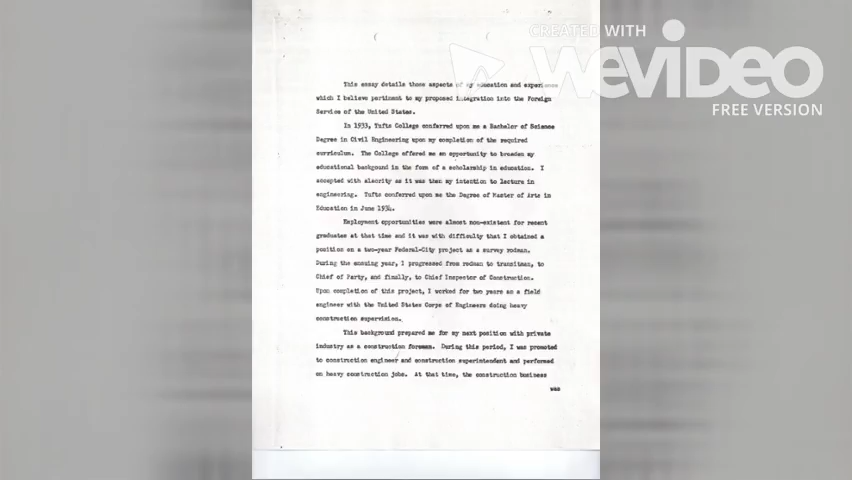 CREATED WITH
WEVIDEO
FREE VERSION
This essay details those aspects of my education and experience
which I believe pertinent to my proposed integration into the Foreign
Service of the United States.
In 1933, Tufts College conferred upon me a Bachelor of Science
Degree in Civil Engineering upon my completion of the required
curriculum. The College offered me an opportunity to broaden my
educational background in the form of a scholarship in education. I
accepted with alacrity as it was then my intention to lecture in
engineering. Tufts conferred upon me the Degree of Master of Arts in
Education in June 1934.
Employment opportunities were almost non-existent for recent
graduates at that time and it was with difficulty that I obtained a
position on a two-year Federal-City project as a survey rodman.
During the ensuing year, I progressed from rodman to transitman, to
Chief of Party, and finally, to Chief Inspector of Construction.
Upon completion of this project, I worked for two years as a field
engineer with the United States Corps of Engineers doing heavy
construction supervision.
This background prepared me for my next position with private
industry as a construction foreman. During this period, I was promoted
to construction engineer and construction superintendent and performed
on heavy construction jobs. At that time, the construction business
was